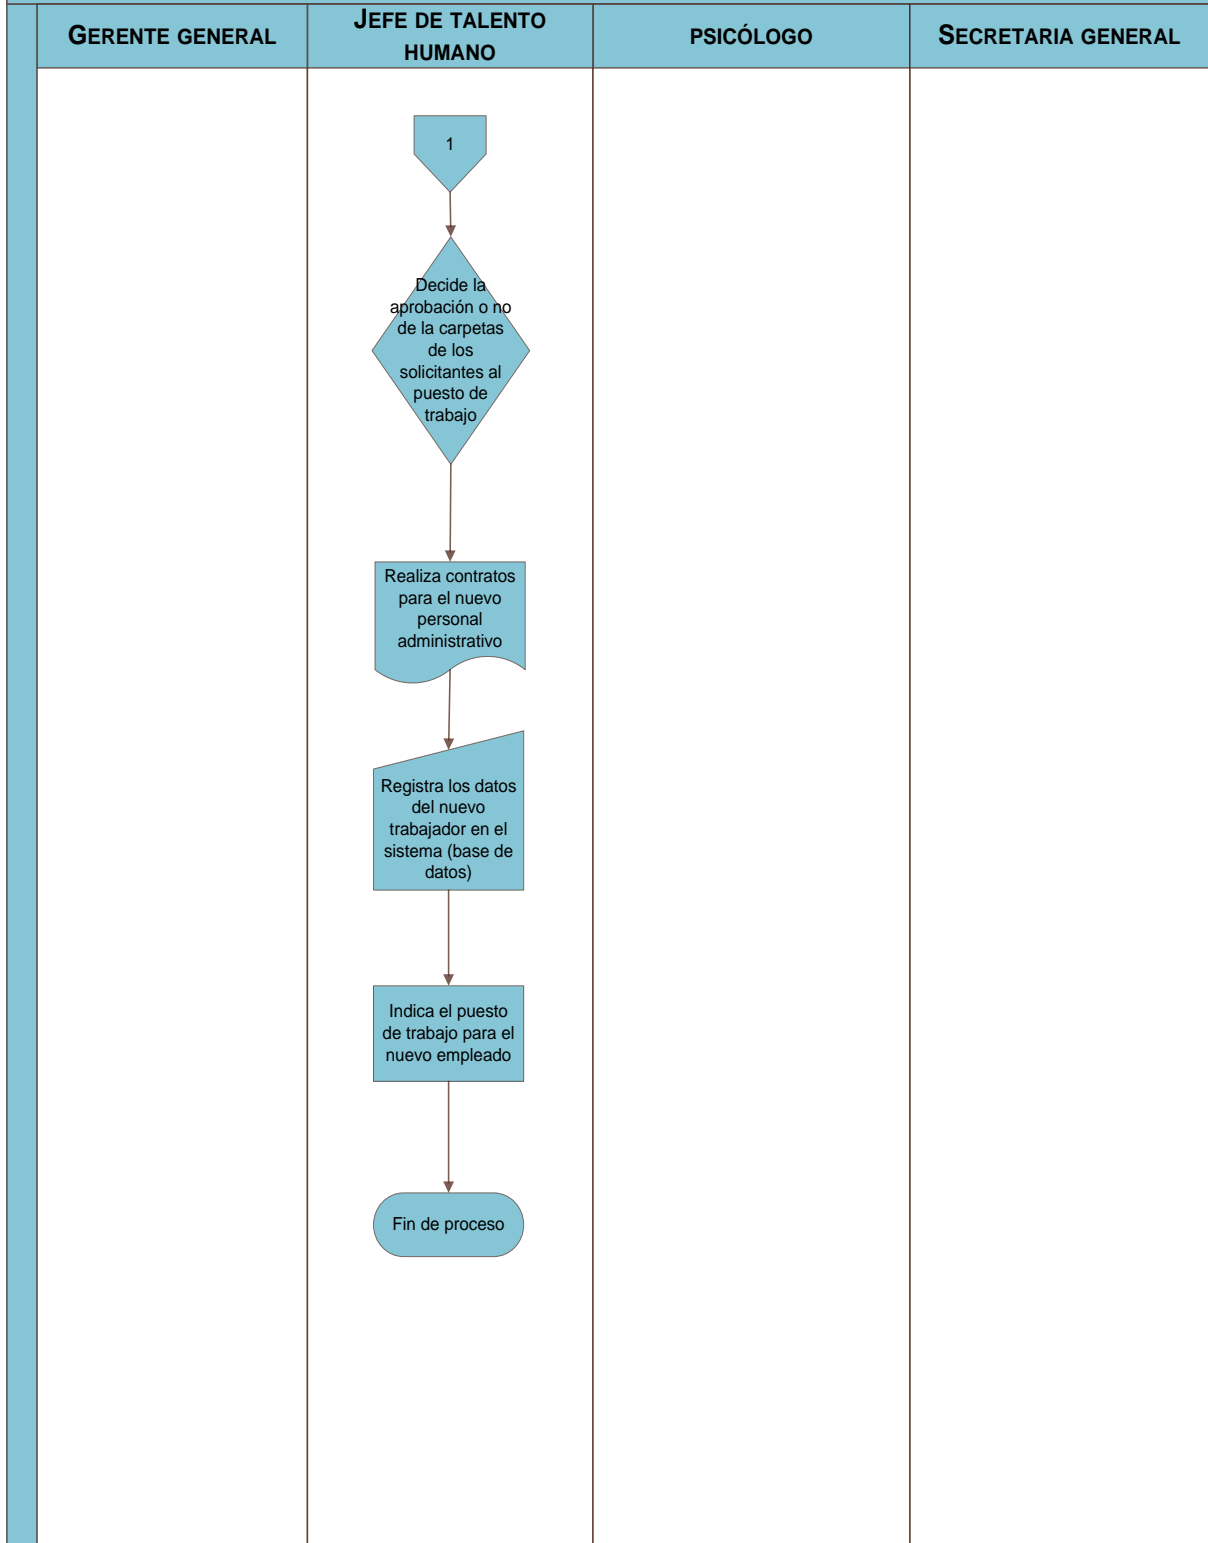 GERENTE GENERAL
JEFE DE TALENTO
HUMANO
PSICÓLOGO
SECRETARIA GENERAL
1
Decide la
aprobación o no
de la carpetas
de los
solicitantes al
puesto de
trabajo
Realiza contratos
para el nuevo
personal
administrativo
Registra los datos
del nuevo
trabajador en el
sistema (base de
datos)
Indica el puesto
de trabajo para el
nuevo empleado
Fin de proceso